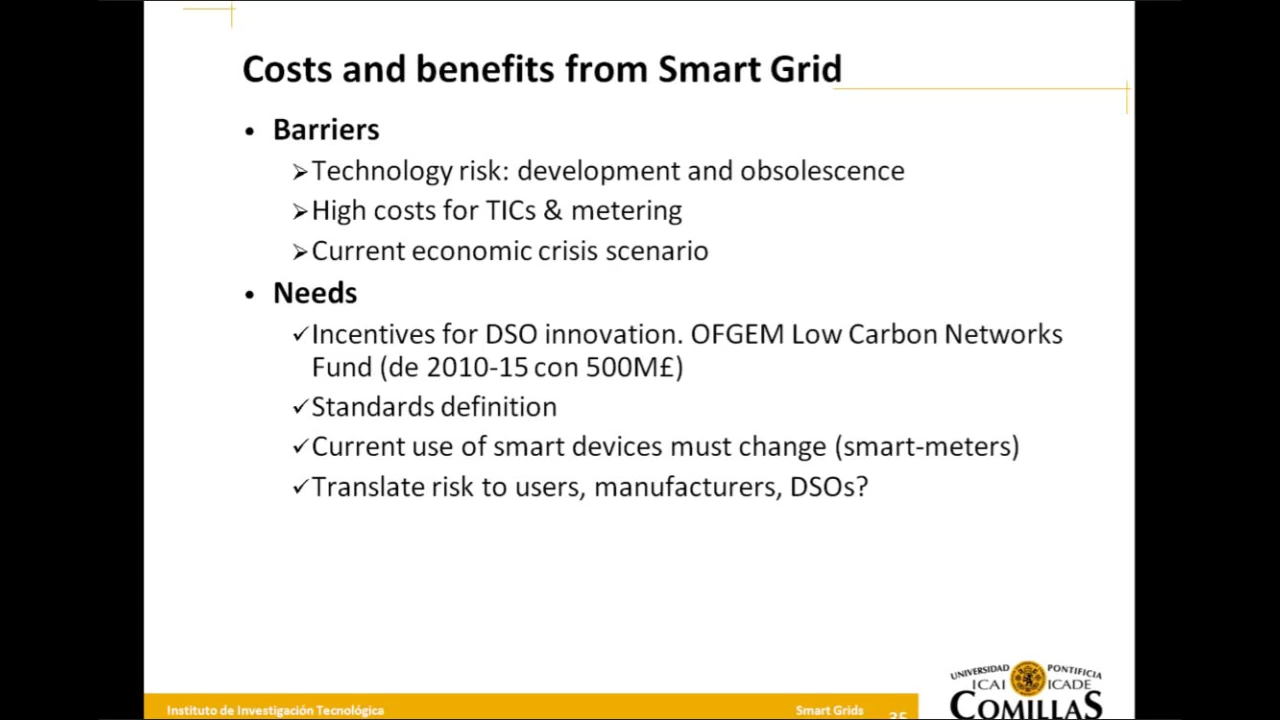 Costs and benefits from Smart Grid
• Barriers
➢Technology risk: development and obsolescence
➢High costs for TICs & metering
➢Current economic crisis scenario
• Needs
✓Incentives for DSO innovation. OFGEM Low Carbon Networks
Fund (de 2010-15 con 500M£)
✓Standards definition
✓Current use of smart devices must change (smart-meters)
✓Translate risk to users, manufacturers, DSOs?
Instituto de Investigación Tecnológica
Smart Grids
35
UNIVERSIDAD PONTIFICIA
ICAI ICADE
COMILLAS